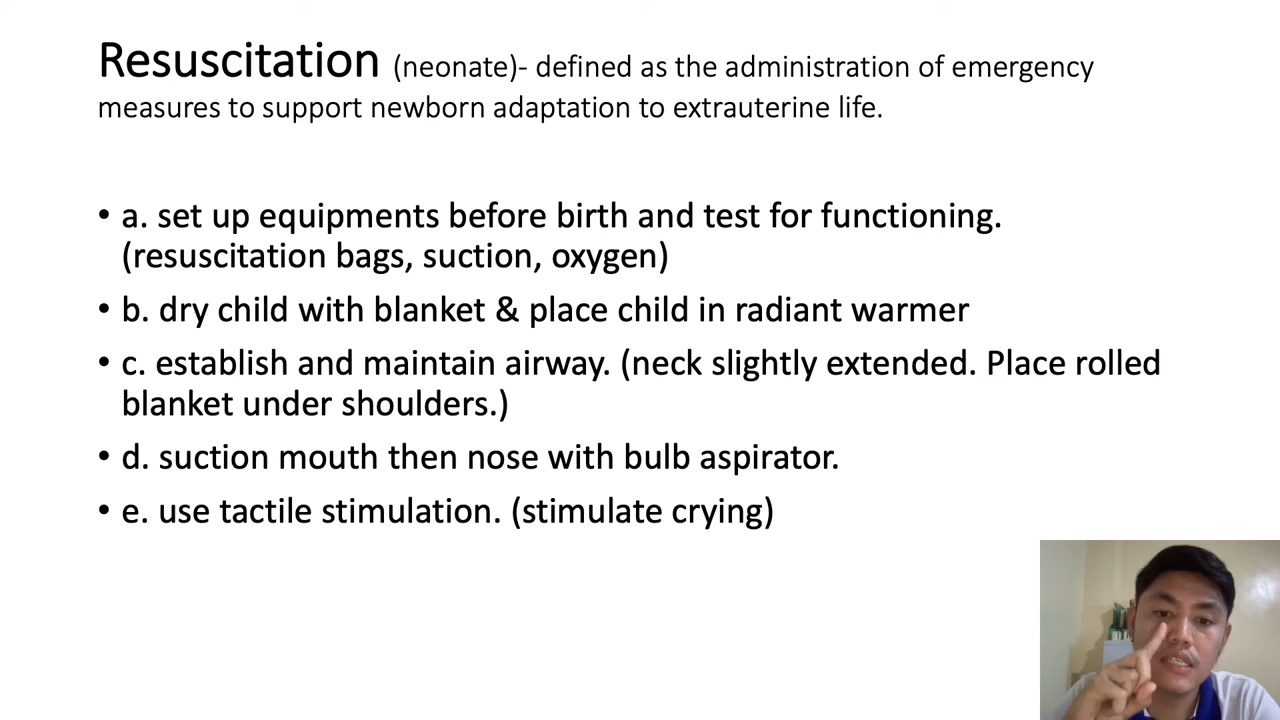 Resuscitation (neonate)- defined as the administration of emergency
measures to support newborn adaptation to extrauterine life.
• a. set up equipments before birth and test for functioning.
(resuscitation bags, suction, oxygen)
• b. dry child with blanket & place child in radiant warmer
• c. establish and maintain airway. (neck slightly extended. Place rolled
blanket under shoulders.)
• d. suction mouth then nose with bulb aspirator.
• e. use tactile stimulation. (stimulate crying)